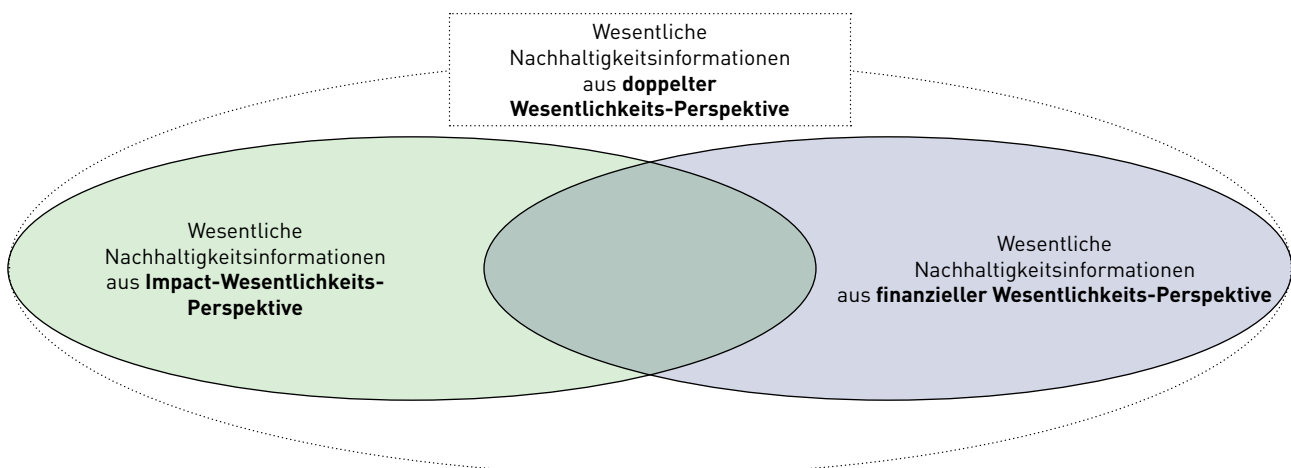 Wesentliche
Nachhaltigkeitsinformationen
aus doppelter
Wesentlichkeits-Perspektive
Wesentliche
Nachhaltigkeitsinformationen
aus Impact-Wesentlichkeits-
Perspektive
Wesentliche
Nachhaltigkeitsinformationen
aus finanzieller Wesentlichkeits-Perspektive